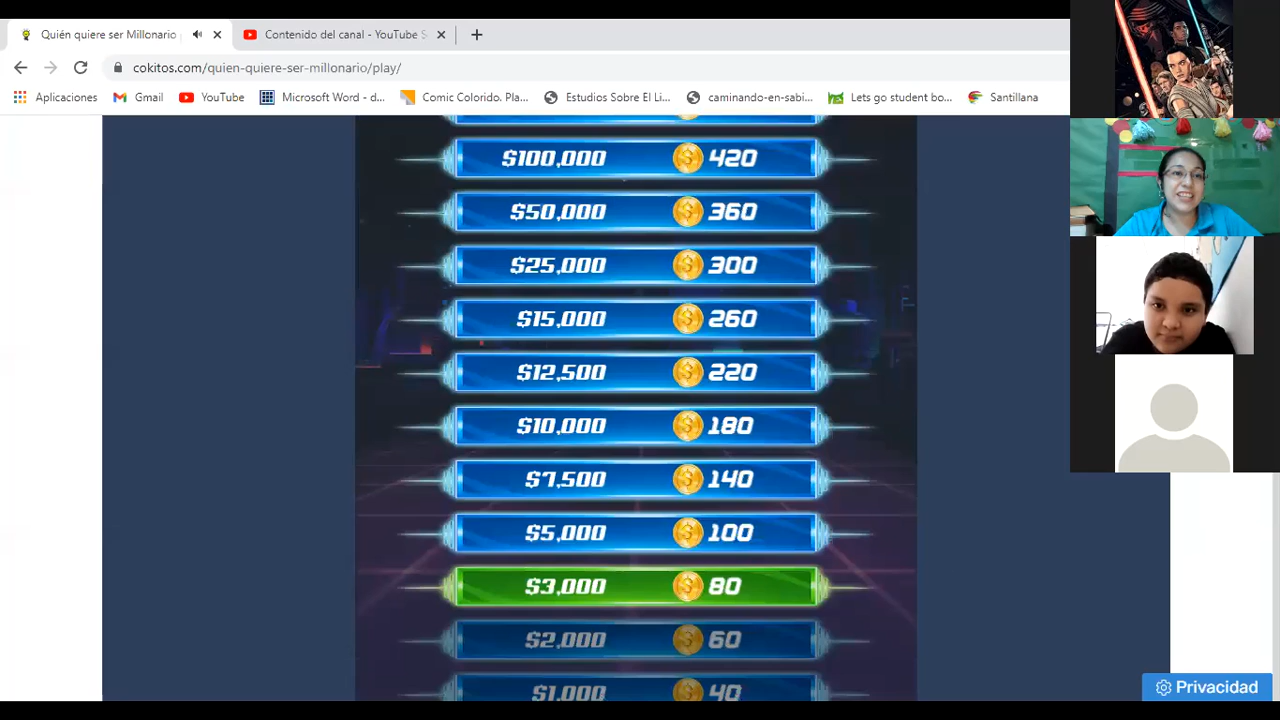 Quién quiere ser Millonario
Contenido del canal - YouTube S
cokitos.com/quien-quiere-ser-millonario/play/
Aplicaciones
Gmail
YouTube
Microsoft Word - d...
Comic Colorido. Pla...
Estudios Sobre El Li...
caminando-en-sabi...
Lets go student bo...
Santillana
$100,000 420
$50,000 360
$25,000 300
$15,000 260
$12,500 220
$10,000 180
$7,500 140
$5,000 100
$3,000 80
$2,000 60
$1,000 40
Privacidad